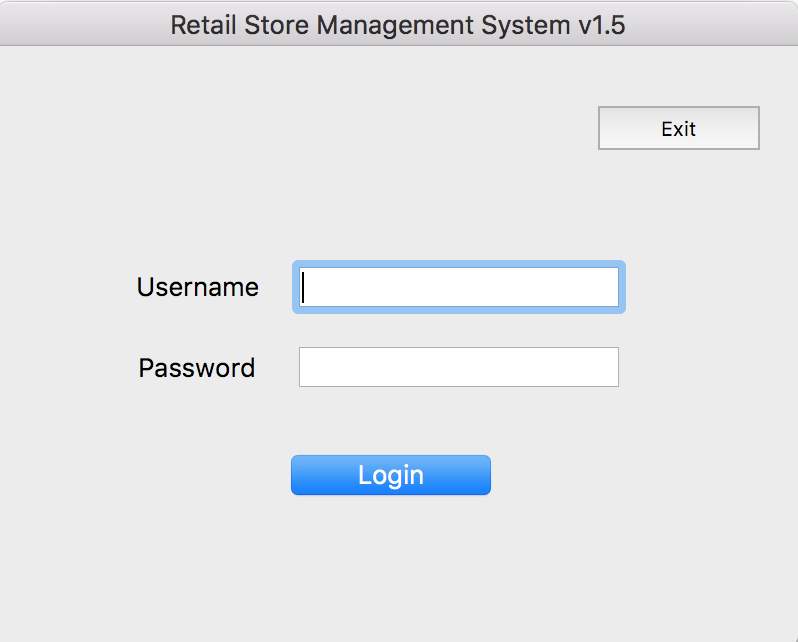 Retail Store Management System v1.5
Exit
Username
Password
Login